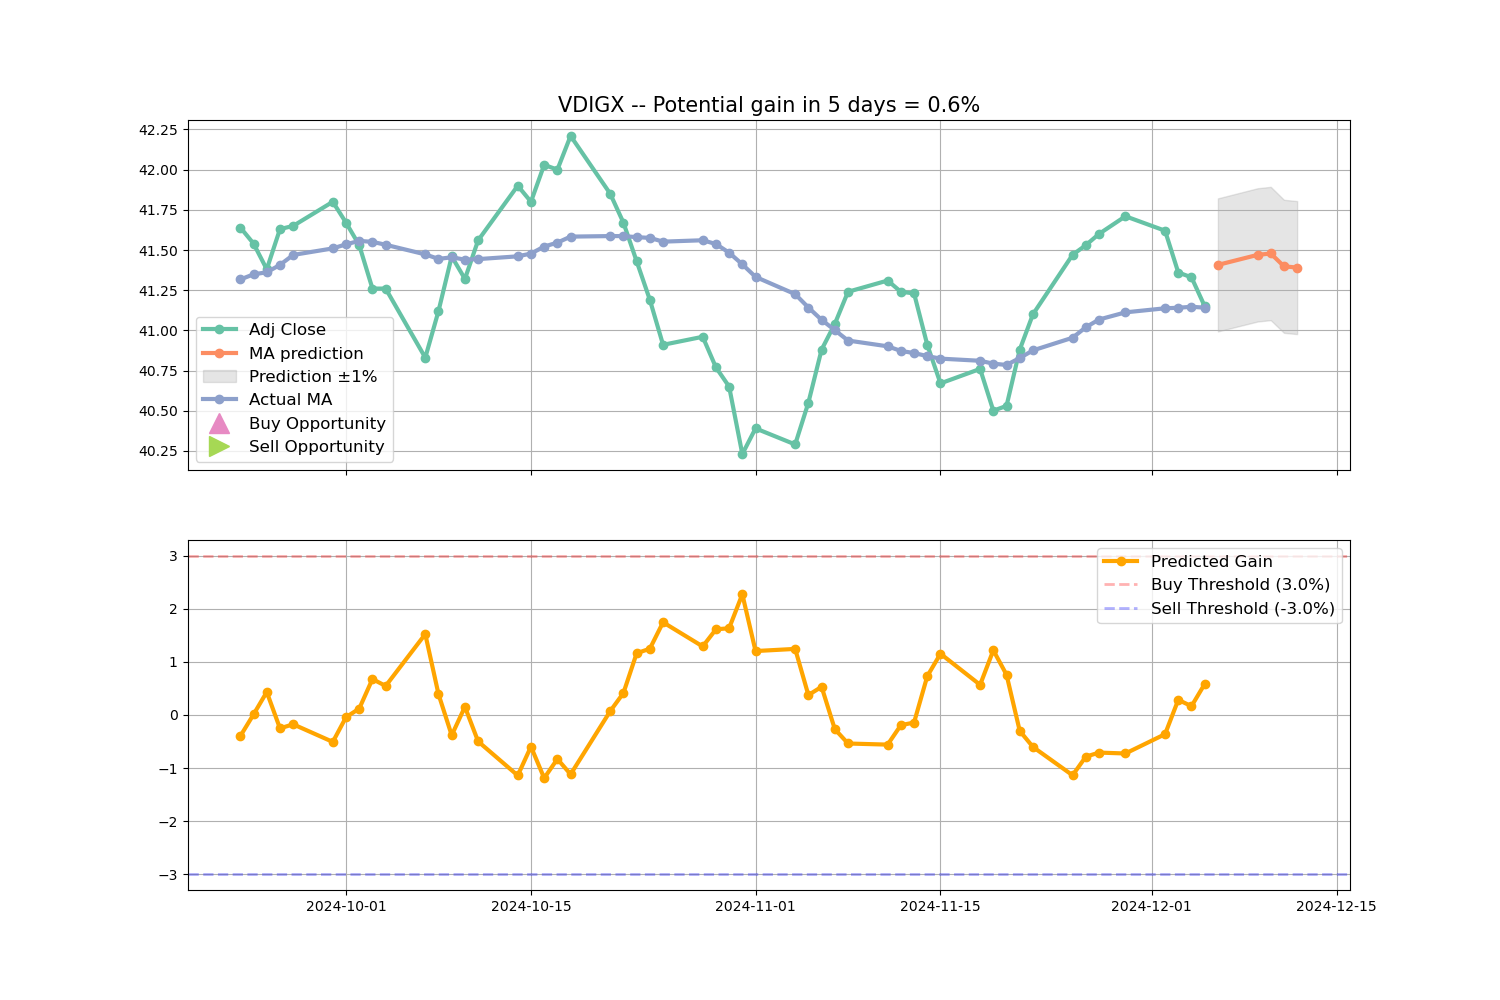 VDIGX -- Potential gain in 5 days = 0.6%
42.25
42.00
41.75
41.50
41.25
41.00
40.75
40.50
40.25
Adj Close
MA prediction
Prediction ±1%
Actual MA
Buy Opportunity
Sell Opportunity
3
2
1
0
−1
−2
−3
Predicted Gain
Buy Threshold (3.0%)
Sell Threshold (-3.0%)
2024-10-01
2024-10-15
2024-11-01
2024-11-15
2024-12-01
2024-12-15